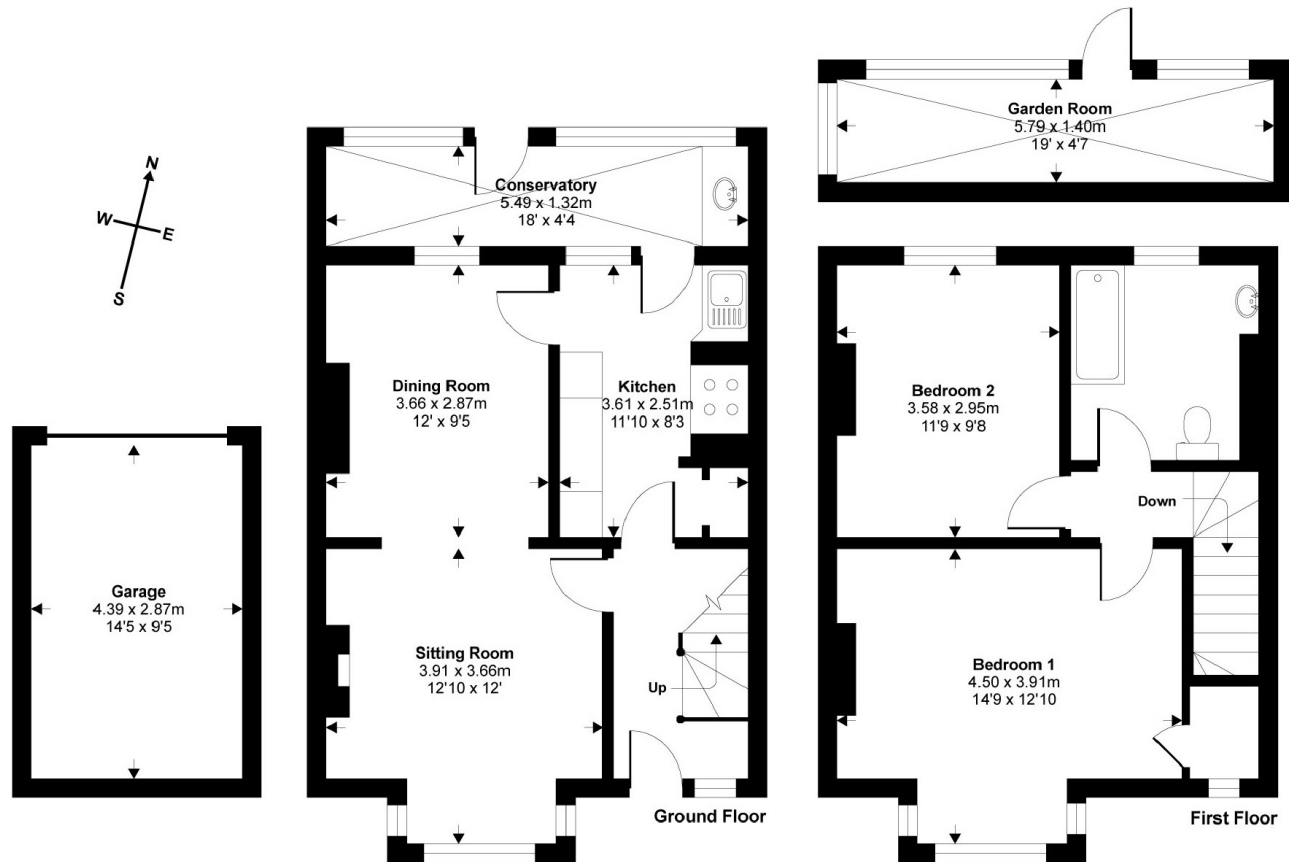 N
W
E
S
Garage
4.39 x 2.87m
14'5 x 9'5
Conservatory
5.49 x 1.32m
18' x 4'4
Dining Room
3.66 x 2.87m
12' x 9'5
Kitchen
3.61 x 2.51m
11'10 x 8'3
Sitting Room
3.91 x 3.66m
12'10 x 12'
Up
Ground Floor
Garden Room
5.79 x 1.40m
19' x 4'7
Bedroom 2
3.58 x 2.95m
11'9 x 9'8
Down
Bedroom 1
4.50 x 3.91m
14'9 x 12'10
First Floor